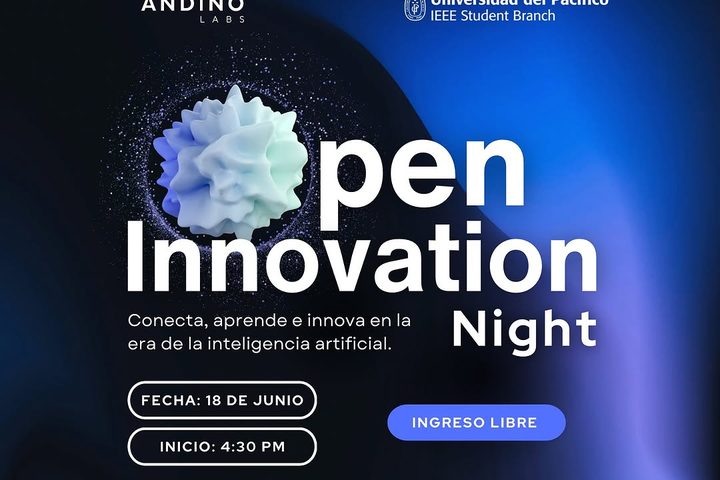 ANDINO
LABS
Universidad del Pacífico
IEEE Student Branch
pen
Innovation
Night
Conecta, aprende e innova en la
era de la inteligencia artificial.
FECHA: 18 DE JUNIO
INICIO: 4:30 PM
INGRESO LIBRE